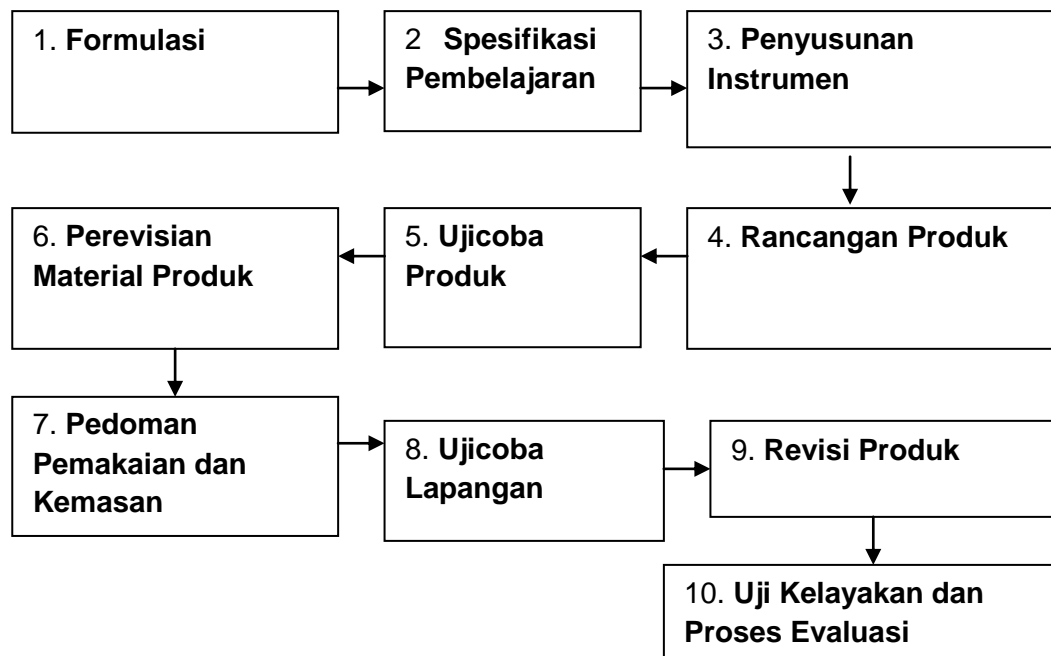 1. Formulasi
2 Spesifikasi
Pembelajaran
3. Penyusunan
Instrumen
4. Rancangan Produk
5. Ujicoba
Produk
6. Perevisian
Material Produk
7. Pedoman
Pemakaian dan
Kemasan
8. Ujicoba
Lapangan
9. Revisi Produk
10. Uji Kelayakan dan
Proses Evaluasi